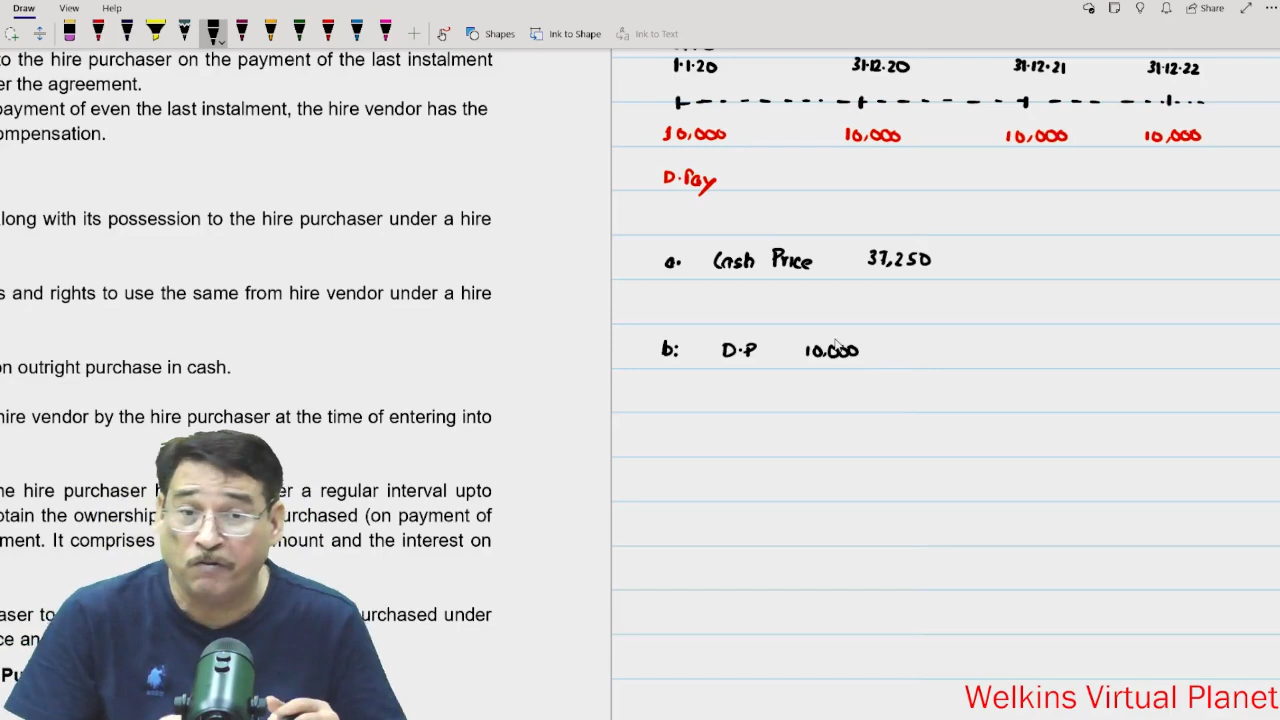 Draw View Help
Share
Shapes Ink to Shape Ink to Text
to the hire purchaser on the payment of the last instalment
er the agreement.
payment of even the last instalment, the hire vendor has the
ompensation.
along with its possession to the hire purchaser under a hire
s and rights to use the same from hire vendor under a hire
on outright purchase in cash.
hire vendor by the hire purchaser at the time of entering into
he hire purchaser er a regular interval upto
otain the ownership urchased (on payment of
ment. It comprises mount and the interest on
aser to urchased under
ce an
1·1·20 31·12·20 31·12·21 31·12·22
10,000 10,000 10,000 10,000
D·Pay
a. Cash Price 37,250
b: D·P 10,000
Welkins Virtual Planet